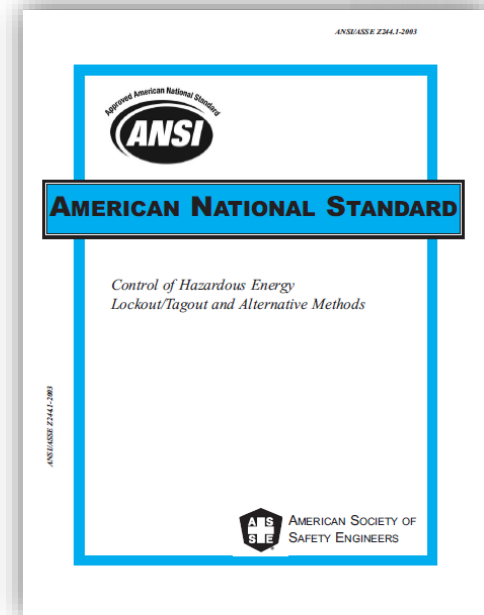 ANSI/ASSE Z244.1-2003
Approved American National Standard
ANSI
AMERICAN NATIONAL STANDARD
Control of Hazardous Energy
Lockout/Tagout and Alternative Methods
ANSI/ASSE Z244.1-2003
A S
S E
AMERICAN SOCIETY OF
SAFETY ENGINEERS